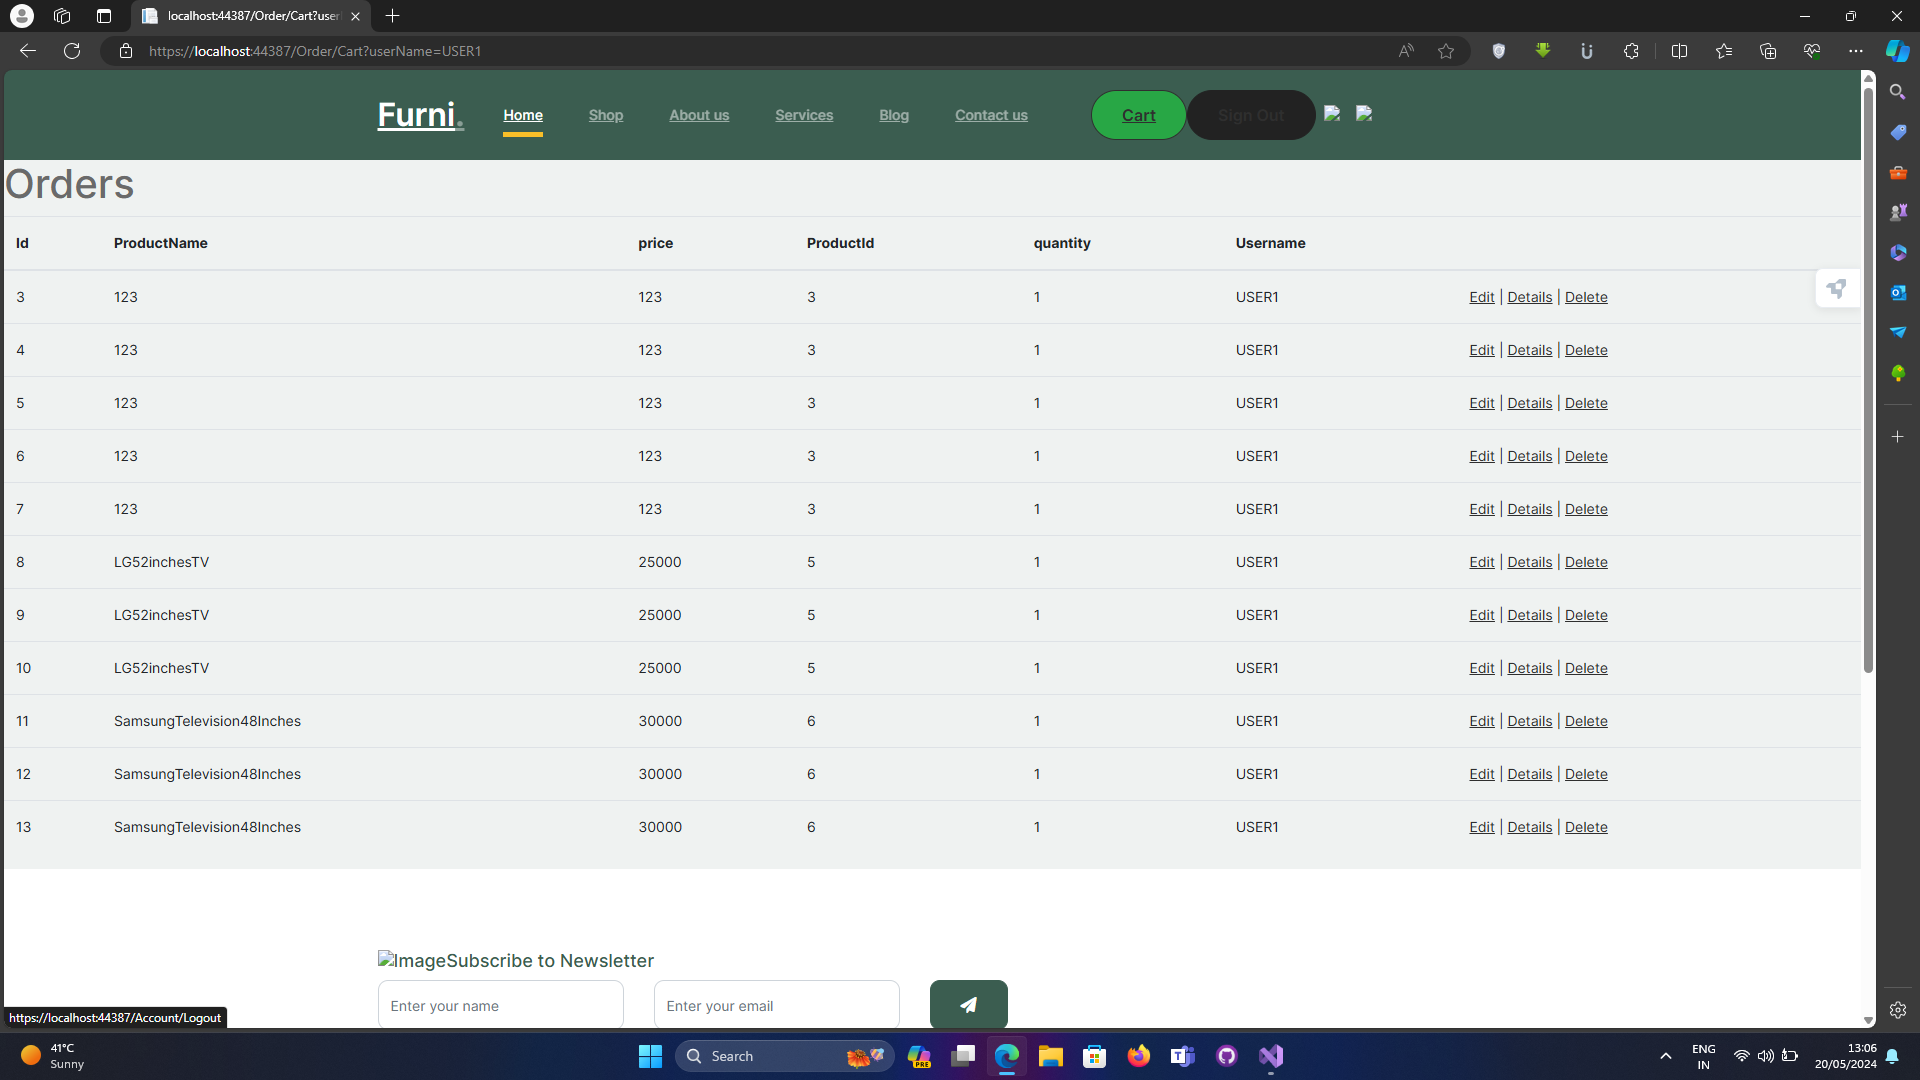 localhost:44387/Order/Cart?user
https://localhost:44387/Order/Cart?userName=USER1
Furni.
Home
Shop
About us
Services
Blog
Contact us
Cart
Sign Out
Orders
Id ProductName price ProductId quantity Username
3 123 123 3 1 USER1 Edit | Details | Delete
4 123 123 3 1 USER1 Edit | Details | Delete
5 123 123 3 1 USER1 Edit | Details | Delete
6 123 123 3 1 USER1 Edit | Details | Delete
7 123 123 3 1 USER1 Edit | Details | Delete
8 LG52inchesTV 25000 5 1 USER1 Edit | Details | Delete
9 LG52inchesTV 25000 5 1 USER1 Edit | Details | Delete
10 LG52inchesTV 25000 5 1 USER1 Edit | Details | Delete
11 SamsungTelevision48Inches 30000 6 1 USER1 Edit | Details | Delete
12 SamsungTelevision48Inches 30000 6 1 USER1 Edit | Details | Delete
13 SamsungTelevision48Inches 30000 6 1 USER1 Edit | Details | Delete
ImageSubscribe to Newsletter
Enter your name
Enter your email
https://localhost:44387/Account/Logout
41°C
Sunny
Search
PRE
ENG
IN
13:06
20/05/2024